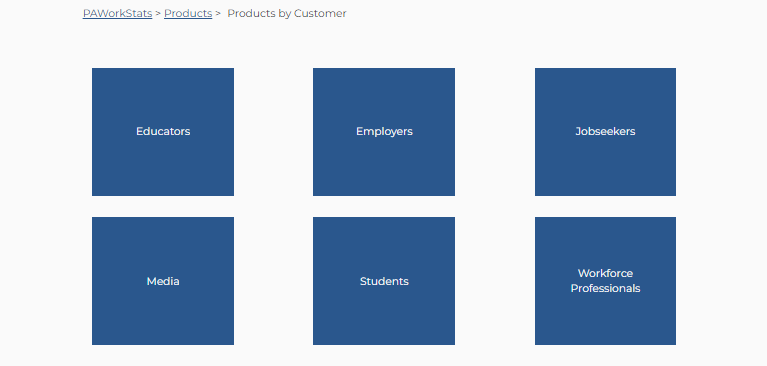 PAWorkStats > Products > Products by Customer
Educators
Employers
Jobseekers
Media
Students
Workforce
Professionals